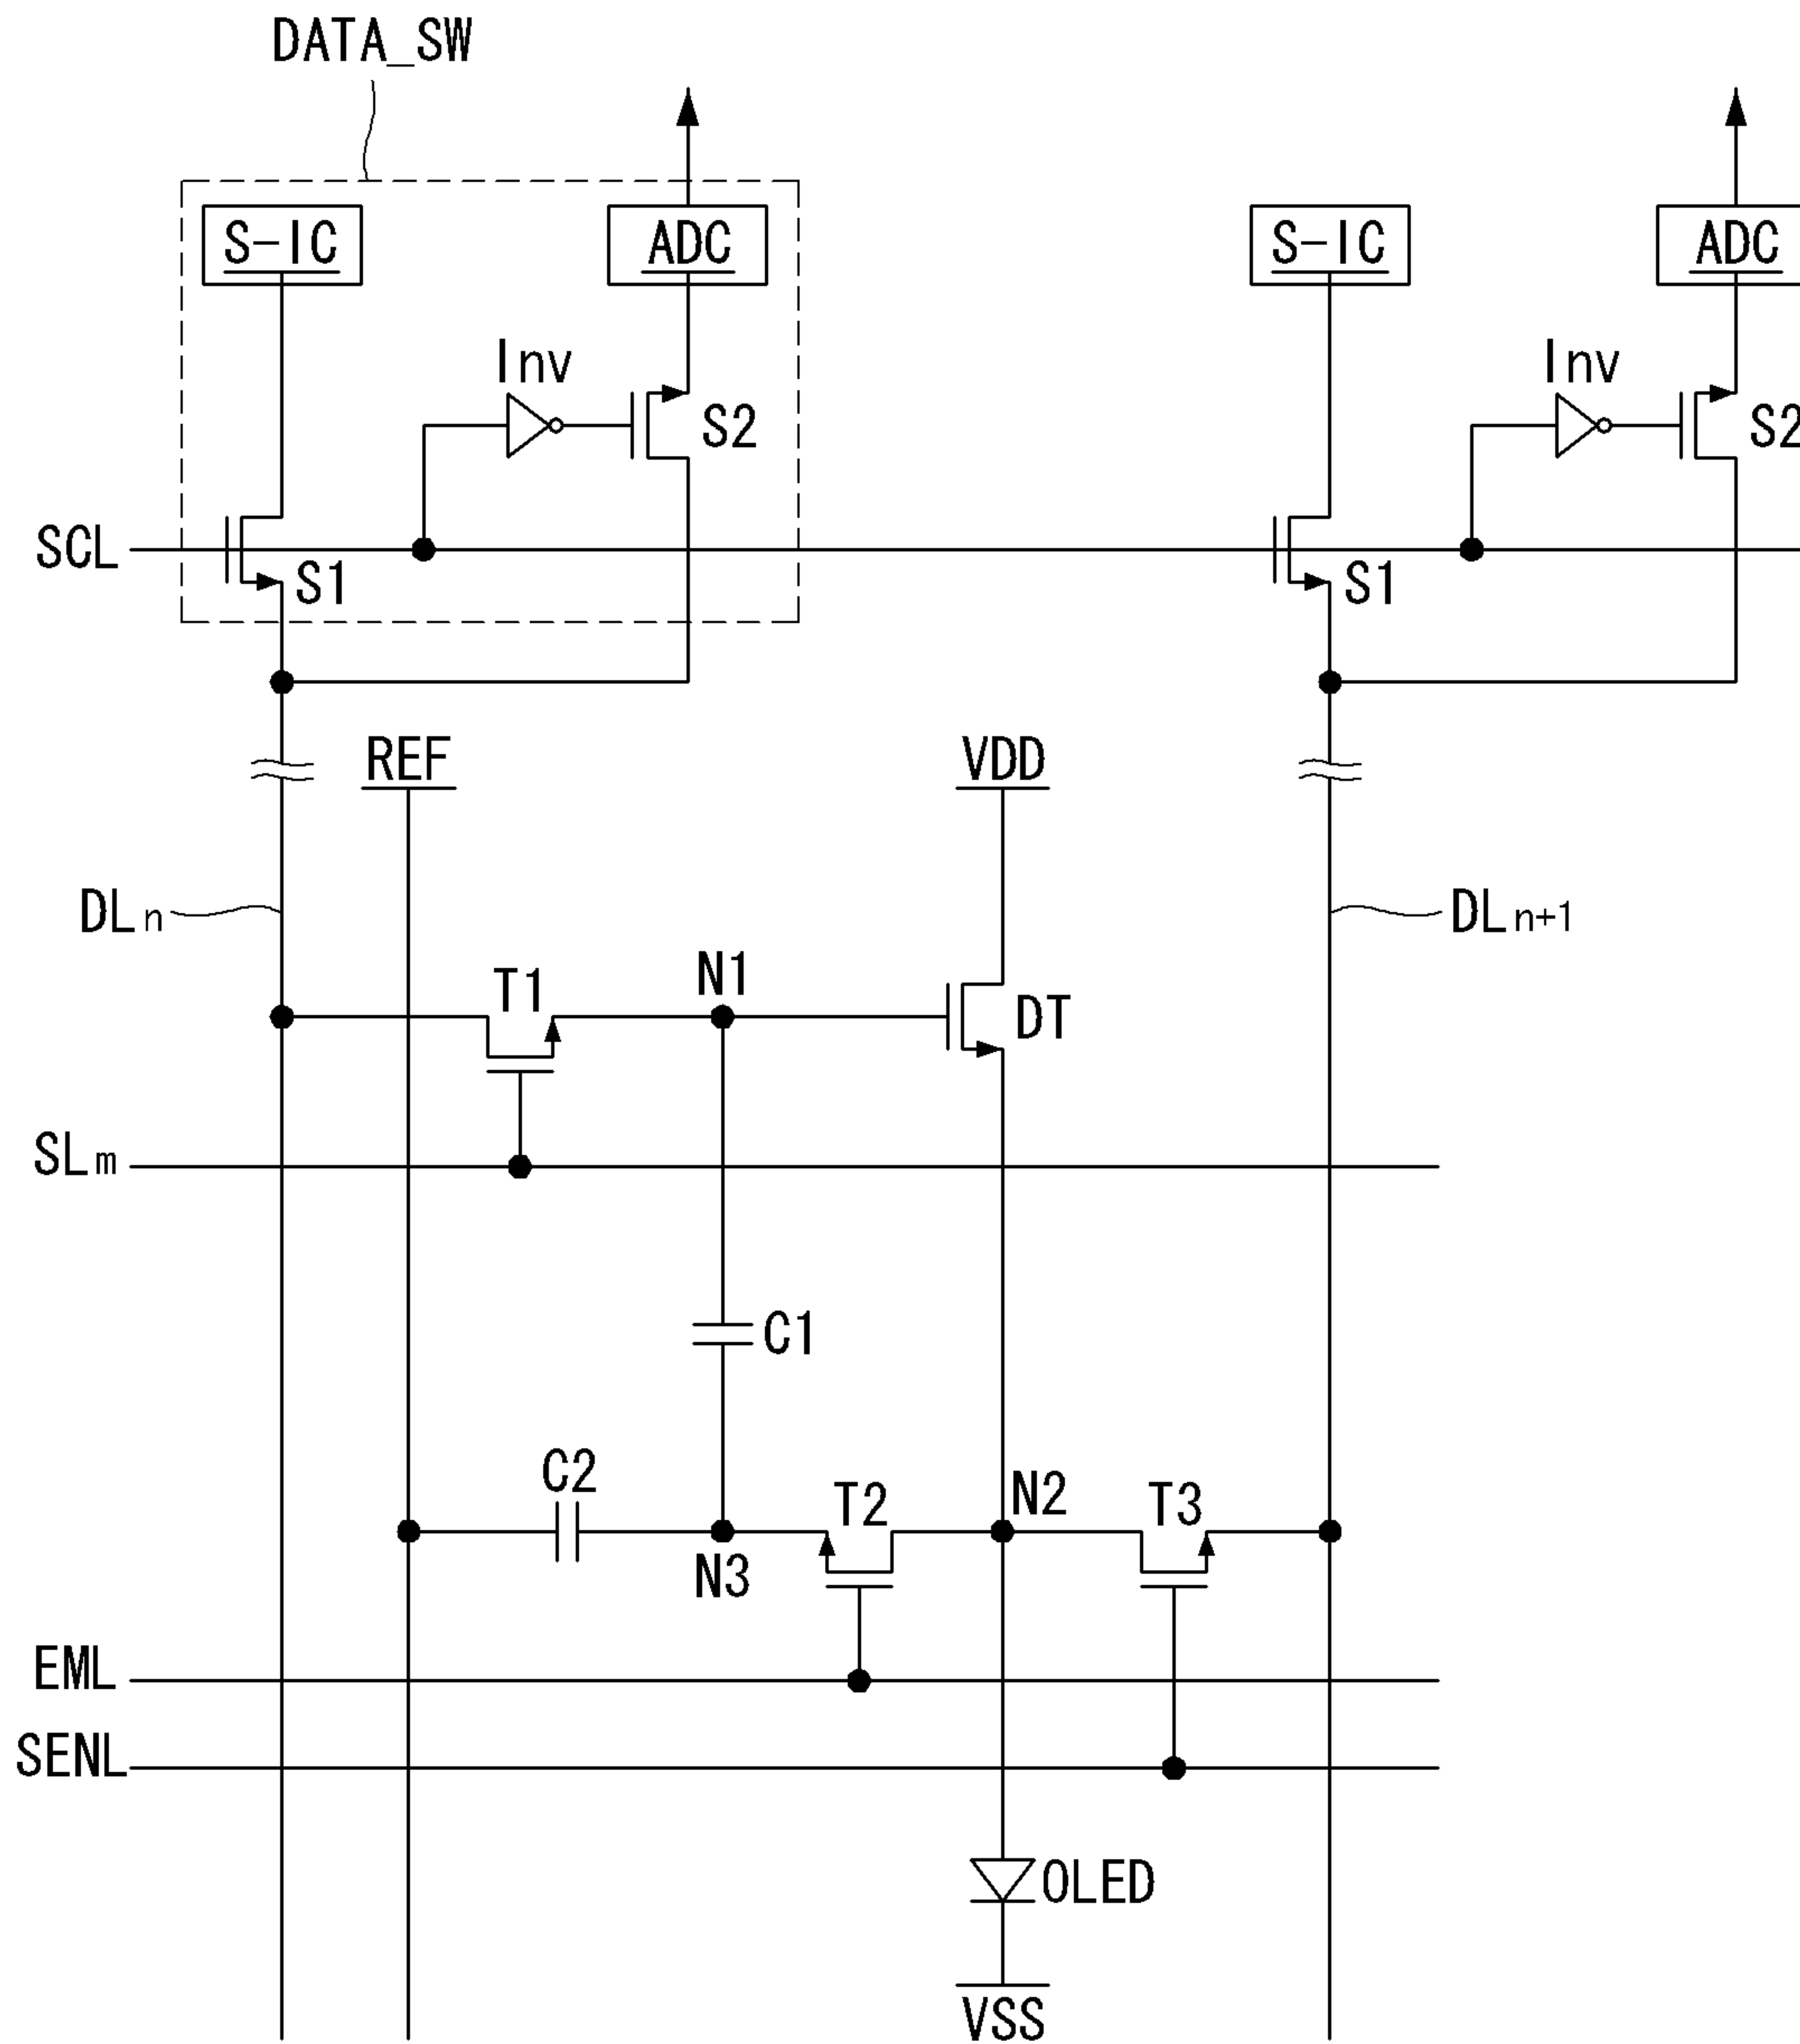 DATA_SW
S-IC ADC S-IC ADC
Inv S2 Inv S2
SCL S1 S1
REF VDD
DLn DLn+1
T1 N1 DT
SLm
C1
C2 T2 N2 T3
N3
EML
SENL
OLED
VSS